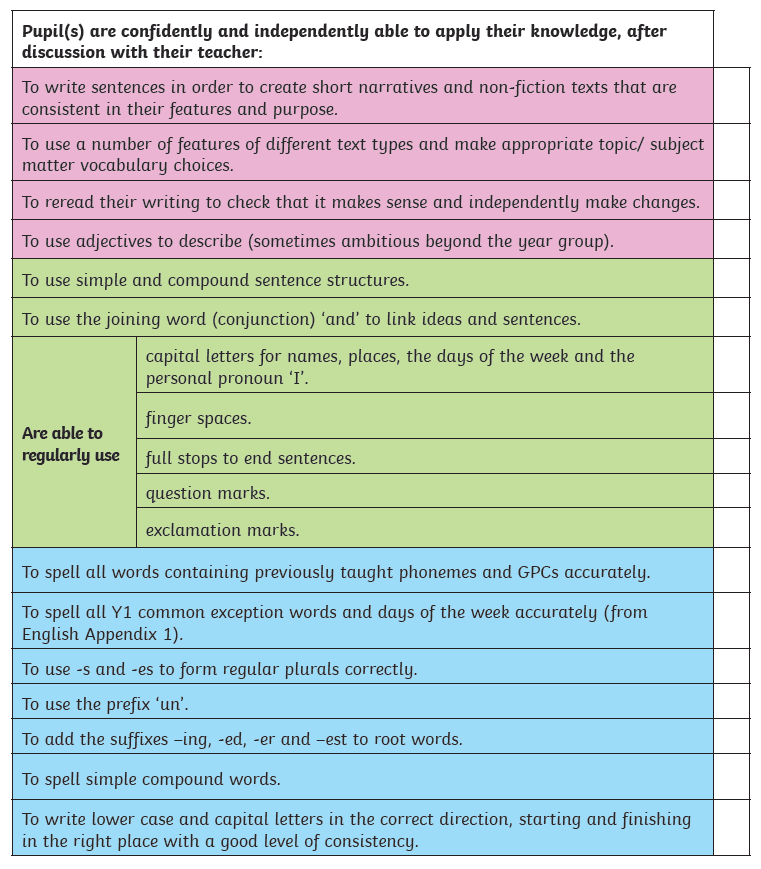 Pupil(s) are confidently and independently able to apply their knowledge, after
discussion with their teacher:
To write sentences in order to create short narratives and non-fiction texts that are
consistent in their features and purpose.
To use a number of features of different text types and make appropriate topic/ subject
matter vocabulary choices.
To reread their writing to check that it makes sense and independently make changes.
To use adjectives to describe (sometimes ambitious beyond the year group).
To use simple and compound sentence structures.
To use the joining word (conjunction) ‘and’ to link ideas and sentences.
Are able to
regularly use
capital letters for names, places, the days of the week and the
personal pronoun ‘I’.
finger spaces.
full stops to end sentences.
question marks.
exclamation marks.
To spell all words containing previously taught phonemes and GPCs accurately.
To spell all Y1 common exception words and days of the week accurately (from
English Appendix 1).
To use -s and -es to form regular plurals correctly.
To use the prefix ‘un’.
To add the suffixes –ing, -ed, -er and –est to root words.
To spell simple compound words.
To write lower case and capital letters in the correct direction, starting and finishing
in the right place with a good level of consistency.